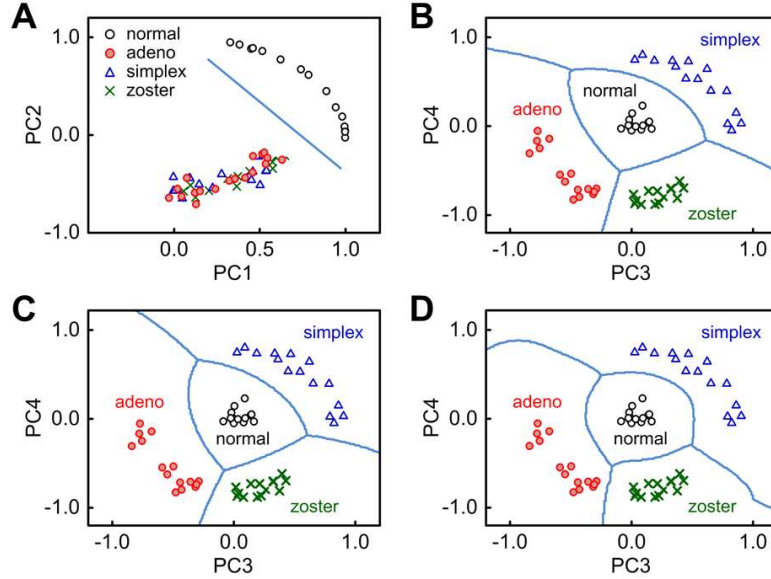 A
1.0
0.0
-1.0
PC2
normal
adeno
simplex
zoster
0.0
0.5
1.0
PC1
B
1.0
0.0
-1.0
PC4
simplex
normal
adeno
zoster
-1.0
0.0
1.0
PC3
C
1.0
0.0
-1.0
PC4
simplex
adeno
normal
zoster
-1.0
0.0
1.0
PC3
D
1.0
0.0
-1.0
PC4
simplex
adeno
normal
zoster
-1.0
0.0
1.0
PC3